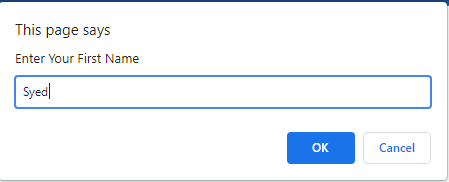 This page says
Enter Your First Name
Syed
OK Cancel